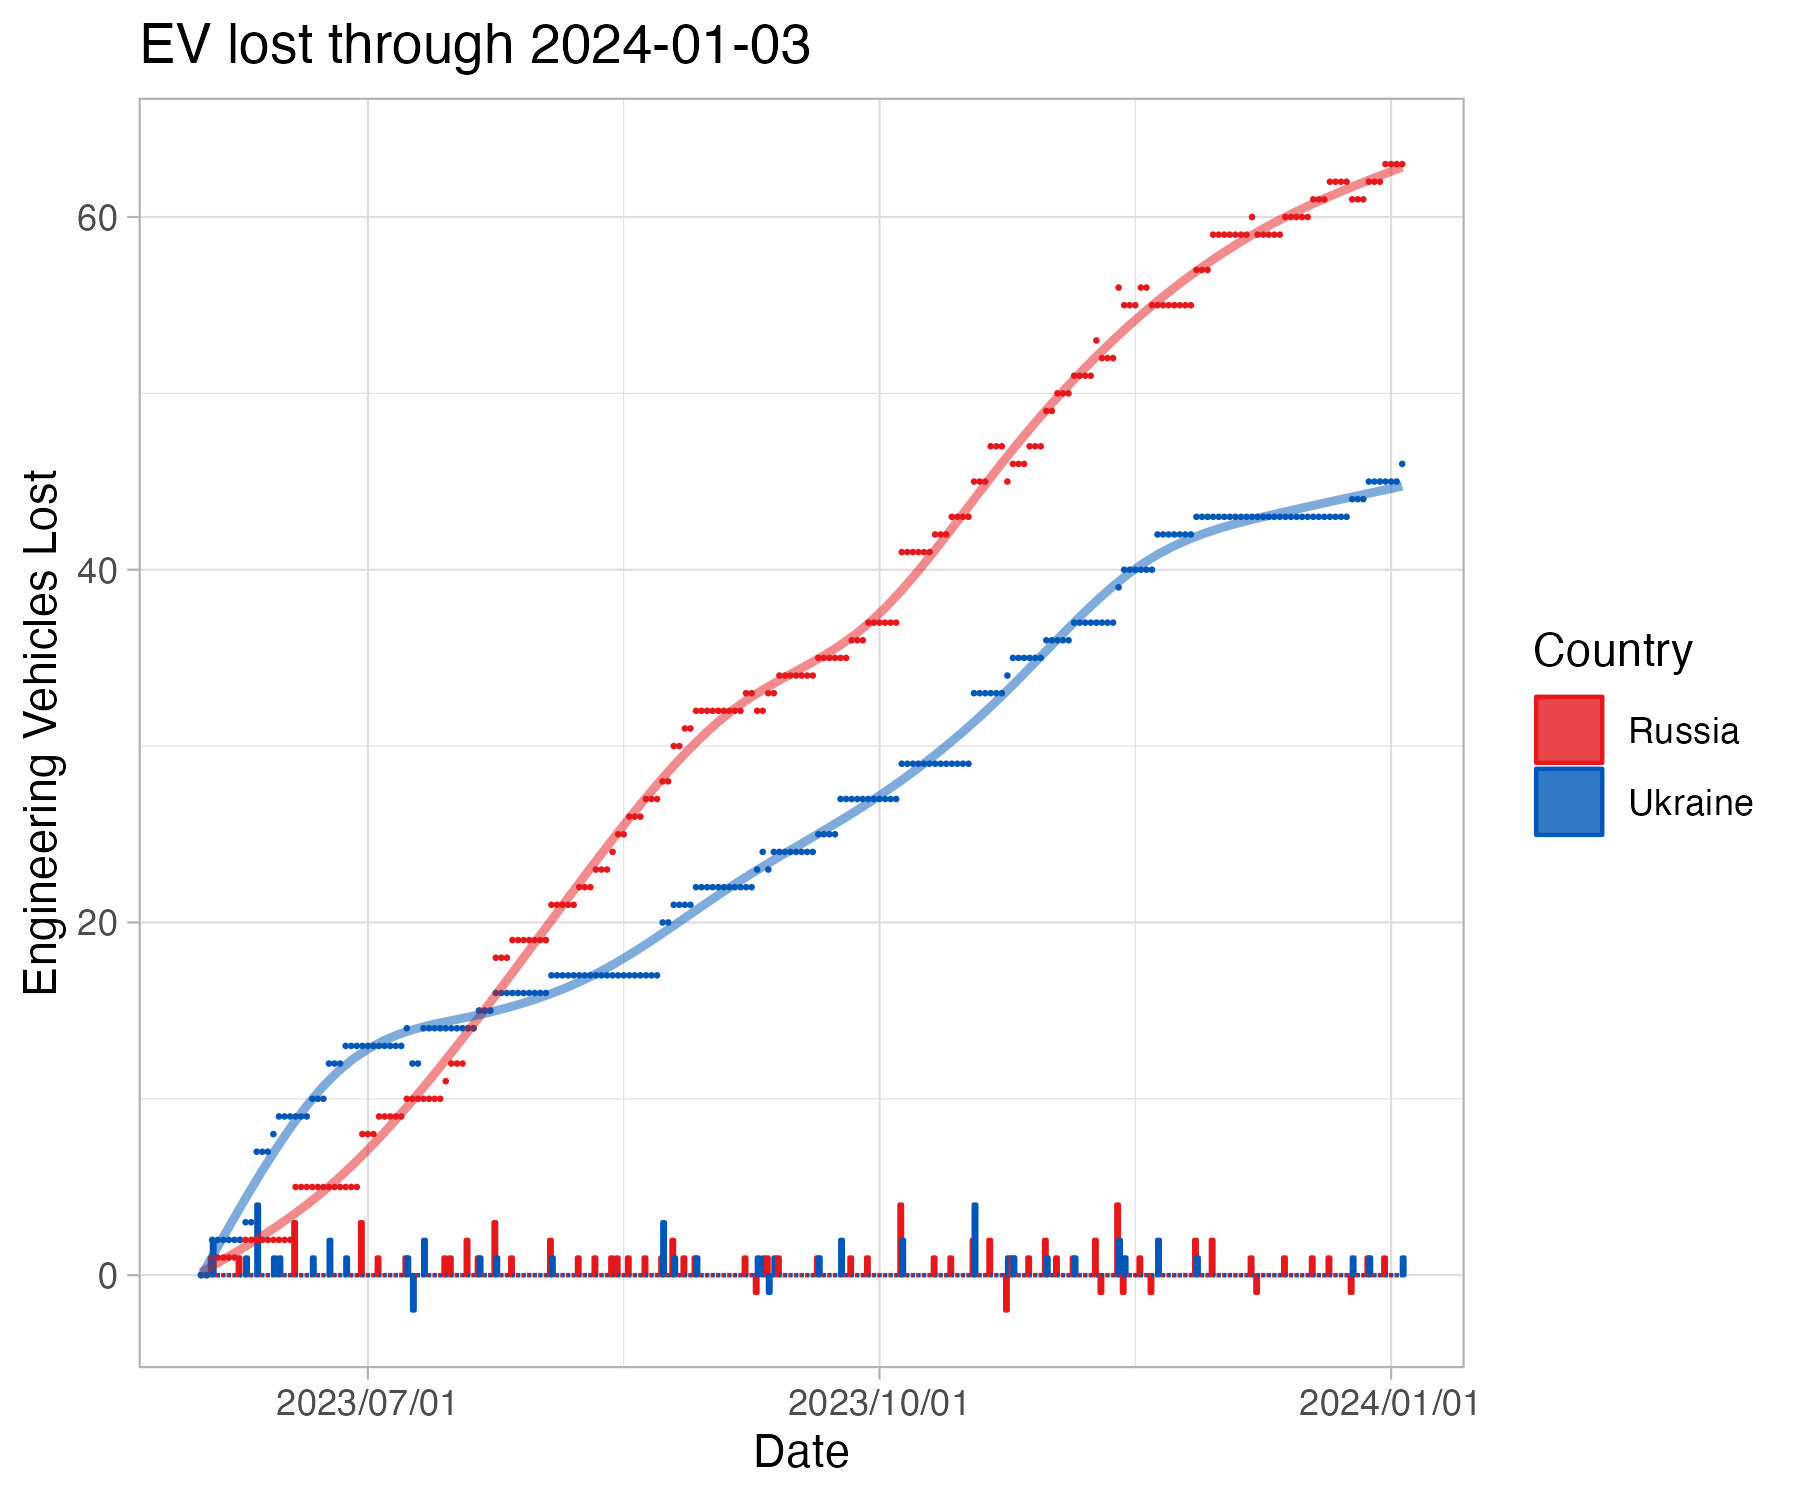 EV lost through 2024-01-03
Engineering Vehicles Lost
60
40
20
0
2023/07/01
2023/10/01
2024/01/01
Date
Country
Russia
Ukraine